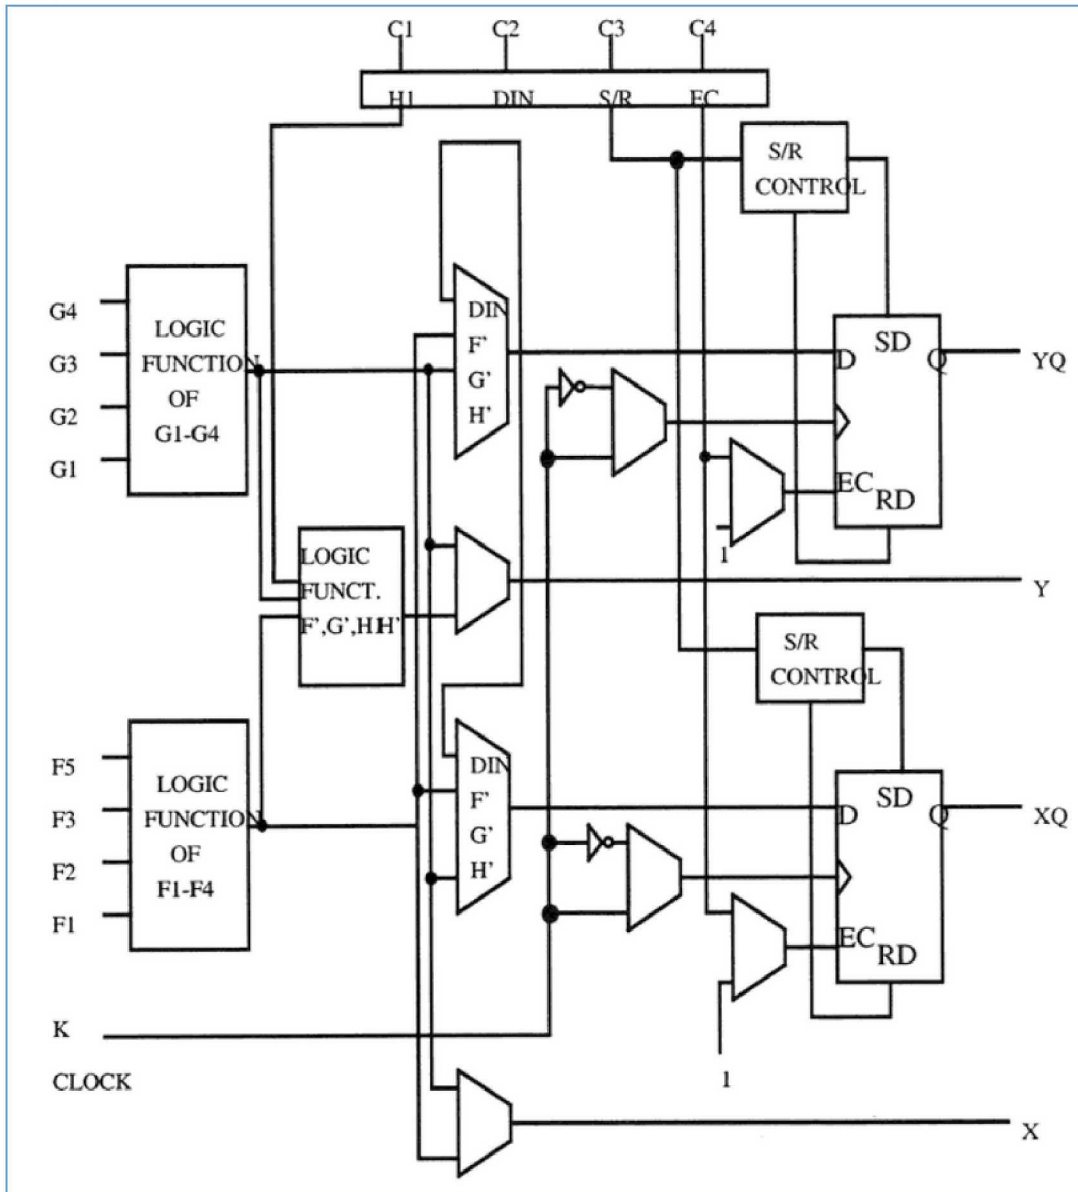 C1 C2 C3 C4
H1 DIN S/R EC
S/R
CONTROL
G4
G3
G2
G1
LOGIC
FUNCTION
OF
G1-G4
DIN
F'
G'
H'
D SD Q
EC
RD
YQ
1
LOGIC
FUNCT.
F',G',H1 H'
Y
S/R
CONTROL
F5
F3
F2
F1
LOGIC
FUNCTION
OF
F1-F4
DIN
F'
G'
H'
D SD Q
EC
RD
XQ
K
CLOCK
1
X